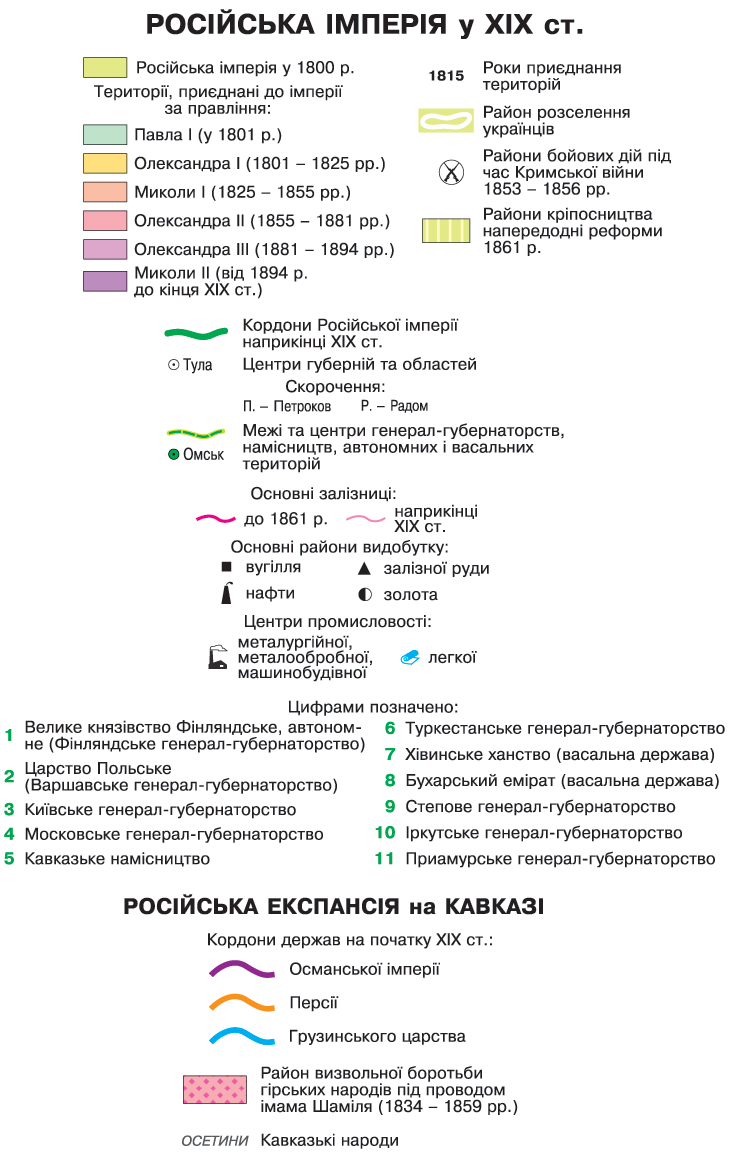 РОСІЙСЬКА ІМПЕРІЯ у XIX ст.
Російська імперія у 1800 р.
Території, приєднані до імперії
за правління:
Павла I (у 1801 р.)
Олександра I (1801 – 1825 рр.)
Миколи I (1825 – 1855 рр.)
Олександра II (1855 – 1881 рр.)
Олександра III (1881 – 1894 рр.)
Миколи II (від 1894 р.
до кінця XIX ст.)
1815 Роки приєднання
територій
Район розселення
українців
Райони бойових дій під
час Кримської війни
1853 – 1856 рр.
Райони кріпосництва
напередодні реформи
1861 р.
Кордони Російської імперії
наприкінці XIX ст.
Тула Центри губерній та областей
Скорочення:
П. – Петроков Р. – Радом
Межі та центри генерал-губернаторств,
намісництв, автономних і васальних
територій
Омськ
Основні залізниці:
до 1861 р.
наприкінці
XIX ст.
Основні райони видобутку:
вугілля залізної руди
нафти золота
Центри промисловості:
металургійної,
металообробної,
машинобудівної
легкої
Цифрами позначено:
1 Велике князівство Фінляндське, автоном-
не (Фінляндське генерал-губернаторство)
2 Царство Польське
(Варшавське генерал-губернаторство)
3 Київське генерал-губернаторство
4 Московське генерал-губернаторство
5 Кавказьке намісництво
6 Туркестанське генерал-губернаторство
7 Хівинське ханство (васальна держава)
8 Бухарський емірат (васальна держава)
9 Степове генерал-губернаторство
10 Іркутське генерал-губернаторство
11 Приамурське генерал-губернаторство
РОСІЙСЬКА ЕКСПАНСІЯ на КАВКАЗІ
Кордони держав на початку XIX ст.:
Османської імперії
Персії
Грузинського царства
Район визвольної боротьби
гірських народів під проводом
імама Шаміля (1834 – 1859 рр.)
ОСЕТИНИ Кавказькі народи